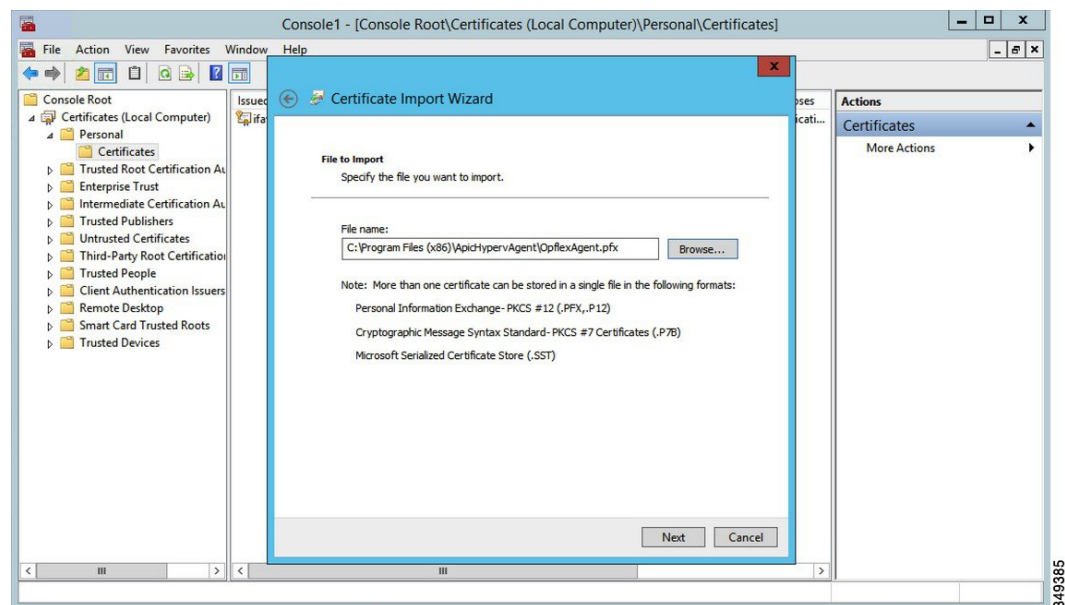 Console1 - [Console Root\Certificates (Local Computer)\Personal\Certificates]
File Action View Favorites Window Help
Console Root
Certificates (Local Computer)
Personal
Certificates
Trusted Root Certification Au
Enterprise Trust
Intermediate Certification Au
Trusted Publishers
Untrusted Certificates
Third-Party Root Certification
Trusted People
Client Authentication Issuers
Remote Desktop
Smart Card Trusted Roots
Trusted Devices
Issued
ifa
oses
icati...
Certificate Import Wizard
File to Import
Specify the file you want to import.
File name:
C:\Program Files (x86)\ApicHypervAgent\OpflexAgent.pfx
Browse...
Note: More than one certificate can be stored in a single file in the following formats:
Personal Information Exchange- PKCS #12 (.PFX,.P12)
Cryptographic Message Syntax Standard- PKCS #7 Certificates (.P7B)
Microsoft Serialized Certificate Store (.SST)
Next Cancel
Actions
Certificates
More Actions
349385